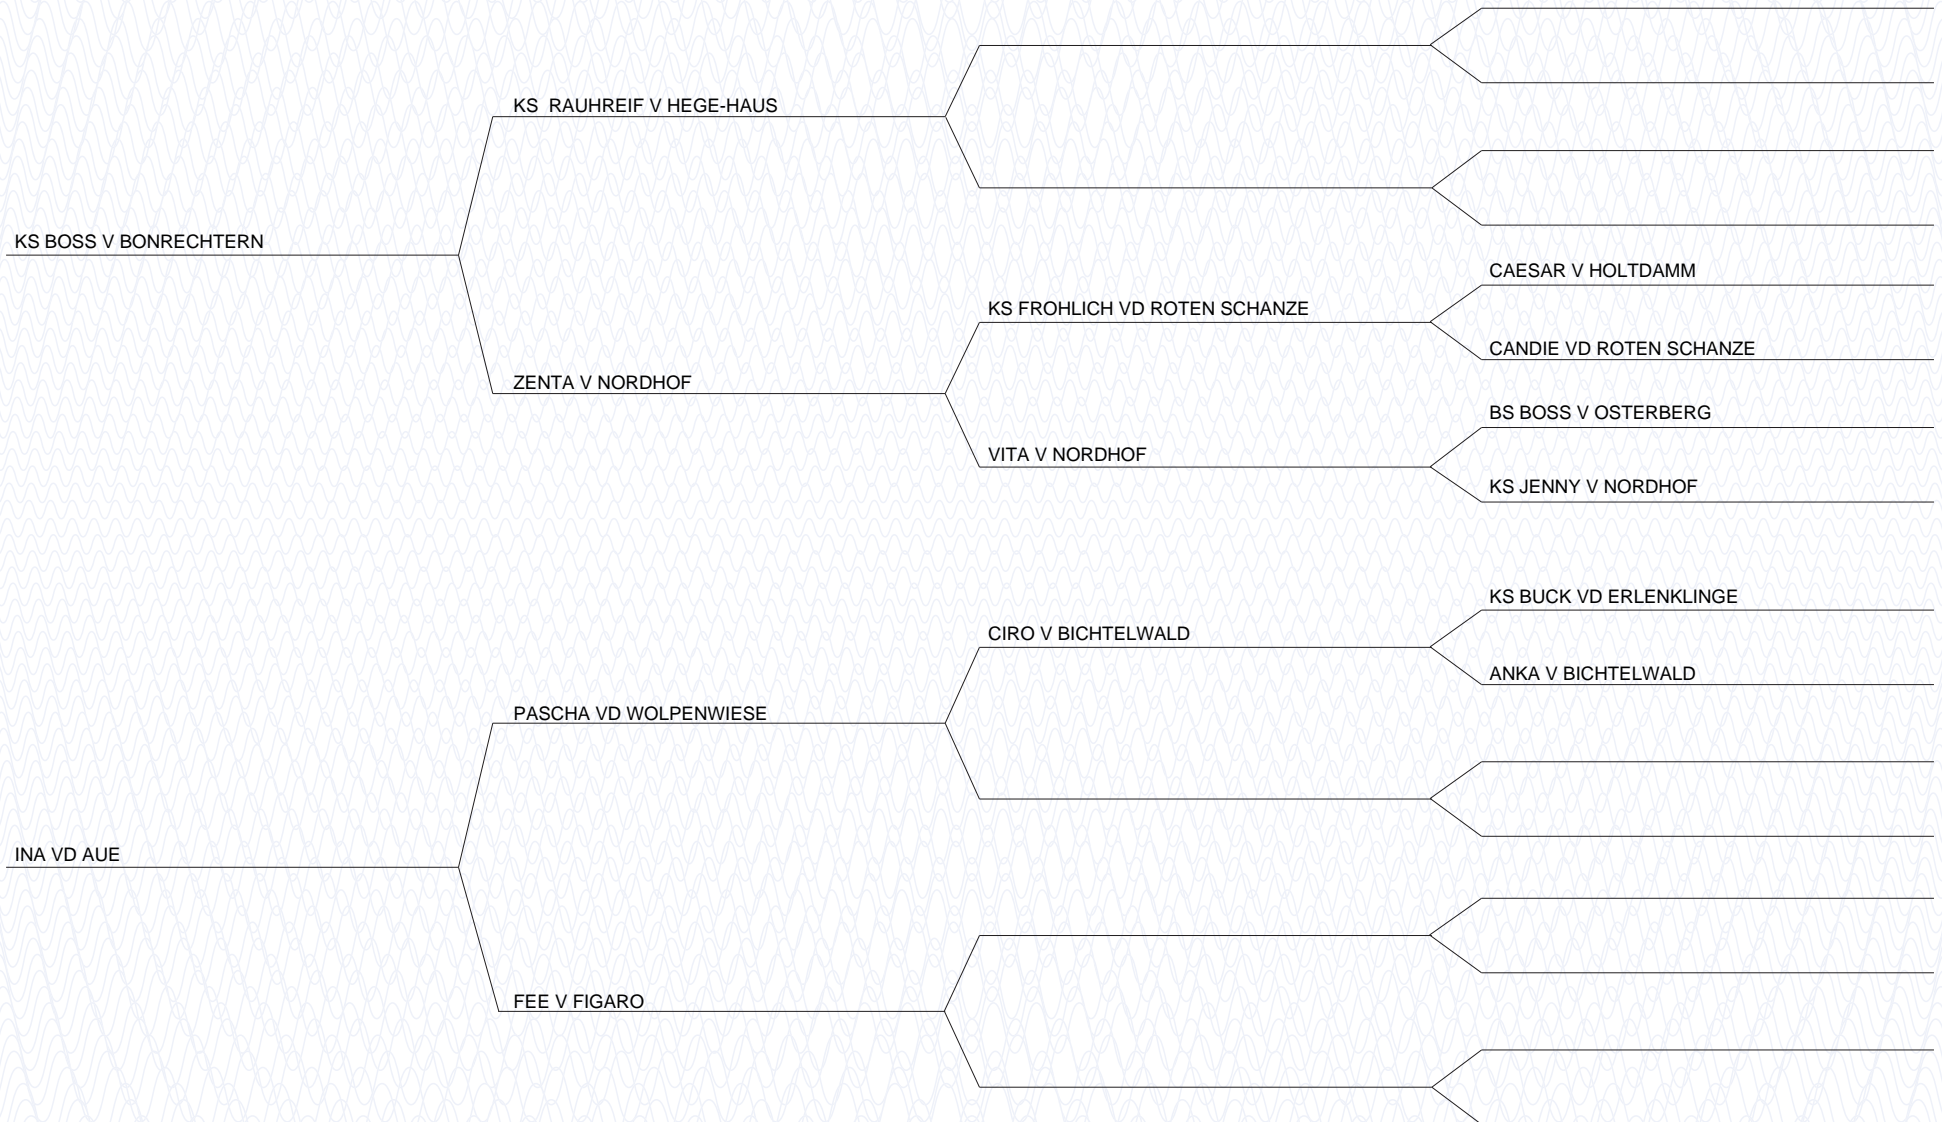 KS  RAUHREIF V HEGE-HAUS
KS BOSS V BONRECHTERN
CAESAR V HOLTDAMM
KS FROHLICH VD ROTEN SCHANZE
CANDIE VD ROTEN SCHANZE
ZENTA V NORDHOF
BS BOSS V OSTERBERG
VITA V NORDHOF
KS JENNY V NORDHOF
KS BUCK VD ERLENKLINGE
CIRO V BICHTELWALD
ANKA V BICHTELWALD
PASCHA VD WOLPENWIESE
INA VD AUE
FEE V FIGARO